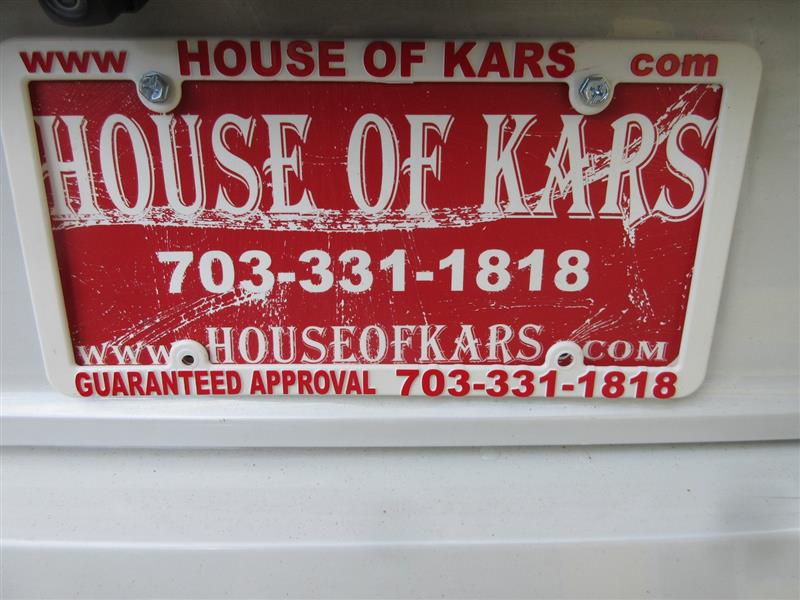 www HOUSE OF KARS com
HOUSE OF KARS
703-331-1818
WWW HOUSEOFKARS COM
GUARANTEED APPROVAL 703-331-1818